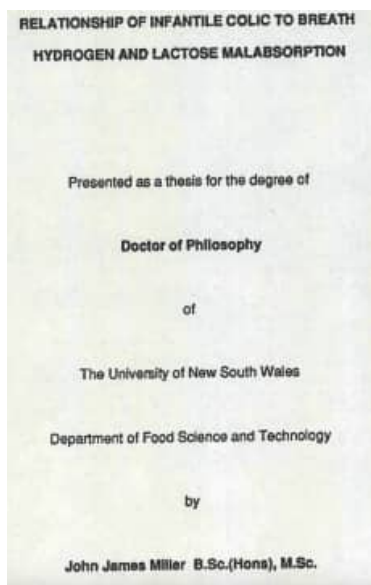 RELATIONSHIP OF INFANTILE COLIC TO BREATH
HYDROGEN AND LACTOSE MALABSORPTION
Presented as a thesis for the degree of
Doctor of Philosophy
of
The University of New South Wales
Department of Food Science and Technology
by
John James Miller B.Sc.(Hons), M.Sc.